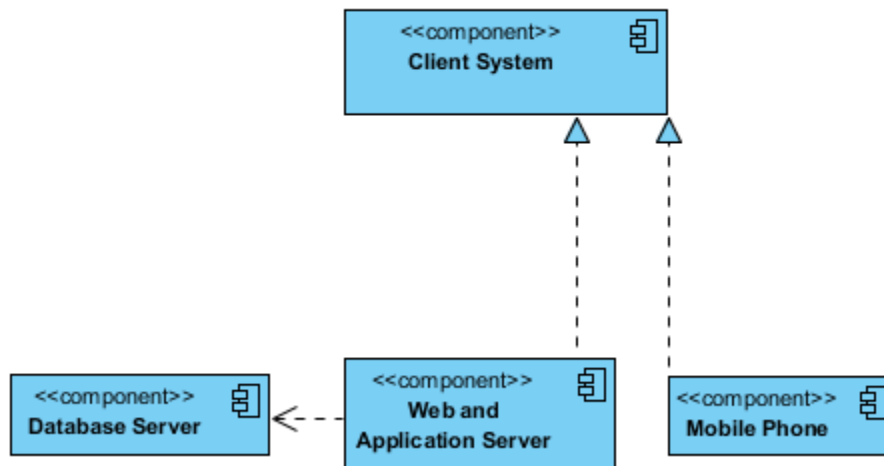 <<component>>
Client System
<<component>>
Database Server
<<component>>
Web and
Application Server
<<component>>
Mobile Phone